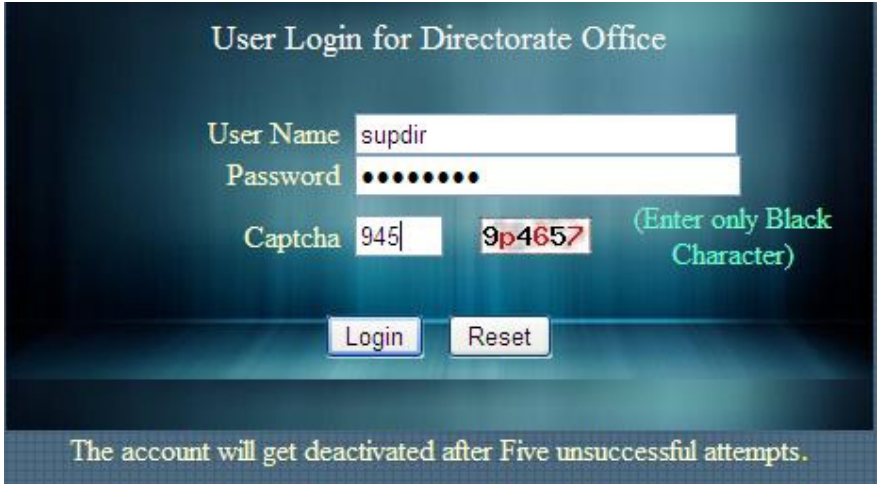 User Login for Directorate Office
User Name supdir
Password ●●●●●●●●
Captcha 945 9p4657 (Enter only Black
Character)
Login Reset
The account will get deactivated after Five unsuccessful attempts.